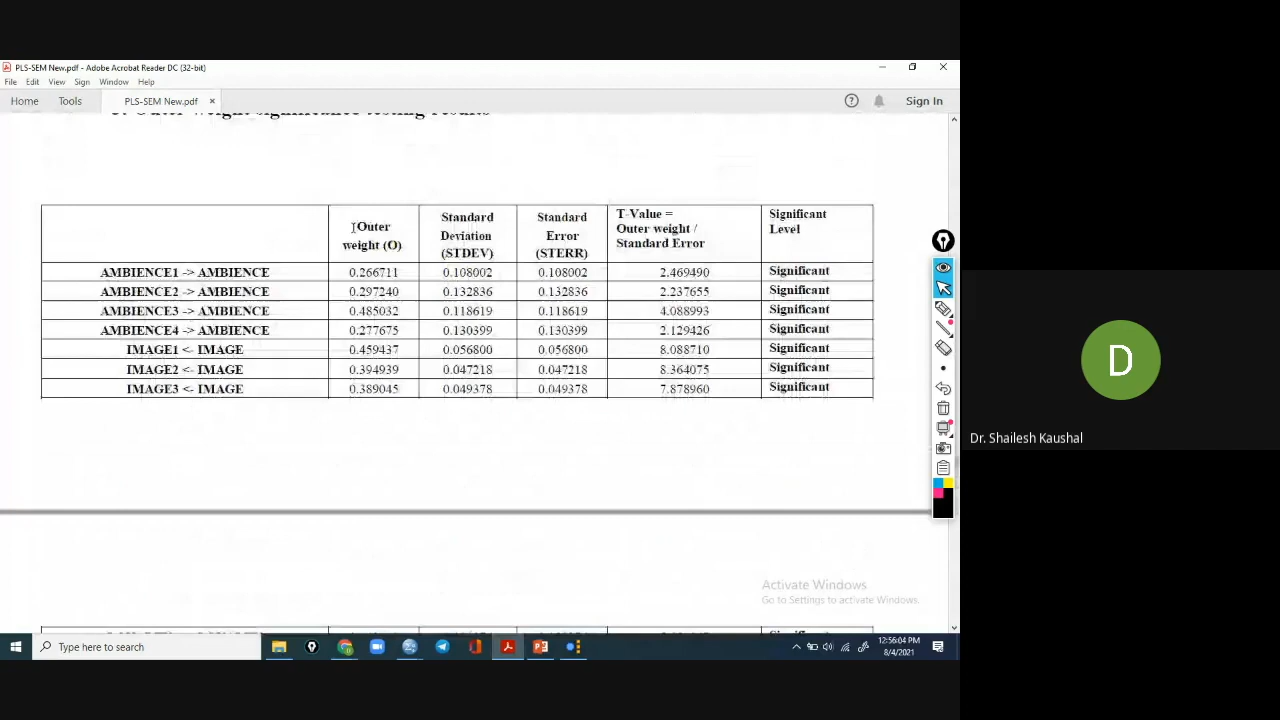 PLS-SEM New.pdf - Adobe Acrobat Reader DC (32-bit)
File Edit View Sign Window Help
Home Tools PLS-SEM New.pdf × Sign In
Outer weight significance testing results
Outer weight (O) Standard Deviation (STDEV) Standard Error (STERR) T-Value = Outer weight / Standard Error Significant Level
AMBIENCE1 -> AMBIENCE 0.266711 0.108002 0.108002 2.469490 Significant
AMBIENCE2 -> AMBIENCE 0.297240 0.132836 0.132836 2.237655 Significant
AMBIENCE3 -> AMBIENCE 0.485032 0.118619 0.118619 4.088993 Significant
AMBIENCE4 -> AMBIENCE 0.277675 0.130399 0.130399 2.129426 Significant
IMAGE1 <- IMAGE 0.459437 0.056800 0.056800 8.088710 Significant
IMAGE2 <- IMAGE 0.394939 0.047218 0.047218 8.364075 Significant
IMAGE3 <- IMAGE 0.389045 0.049378 0.049378 7.878960 Significant
D
Dr. Shailesh Kaushal
Activate Windows
Go to Settings to activate Windows.
Type here to search
12:56:04 PM
8/4/2021